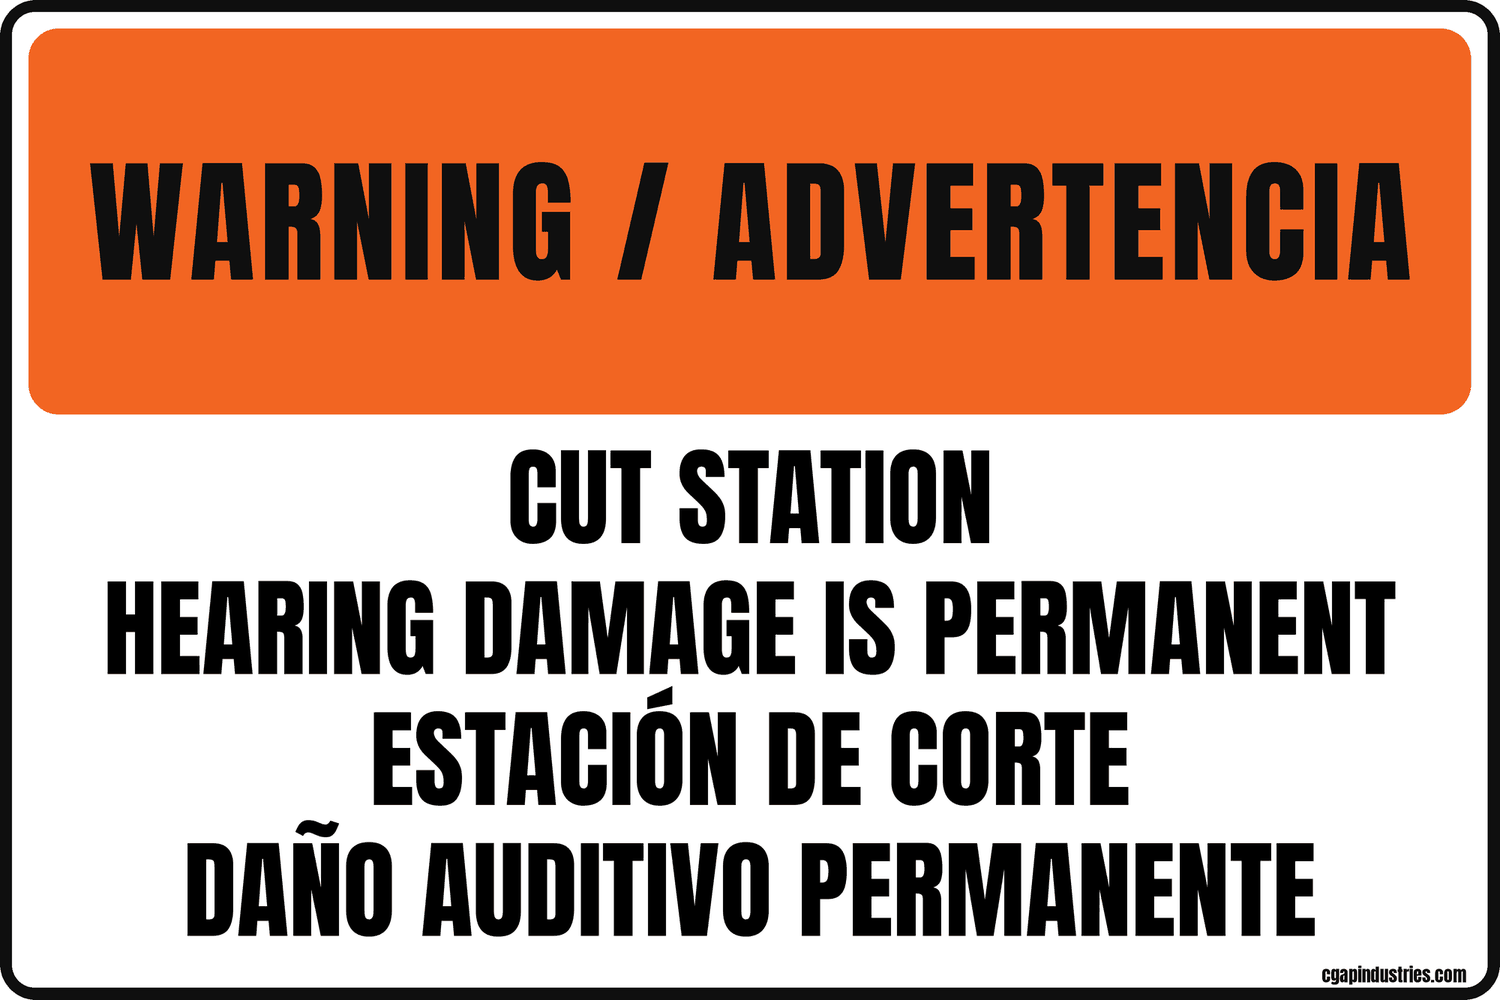 WARNING / ADVERTENCIA
CUT STATION
HEARING DAMAGE IS PERMANENT
ESTACIÓN DE CORTE
DAÑO AUDITIVO PERMANENTE
cgapindustries.com